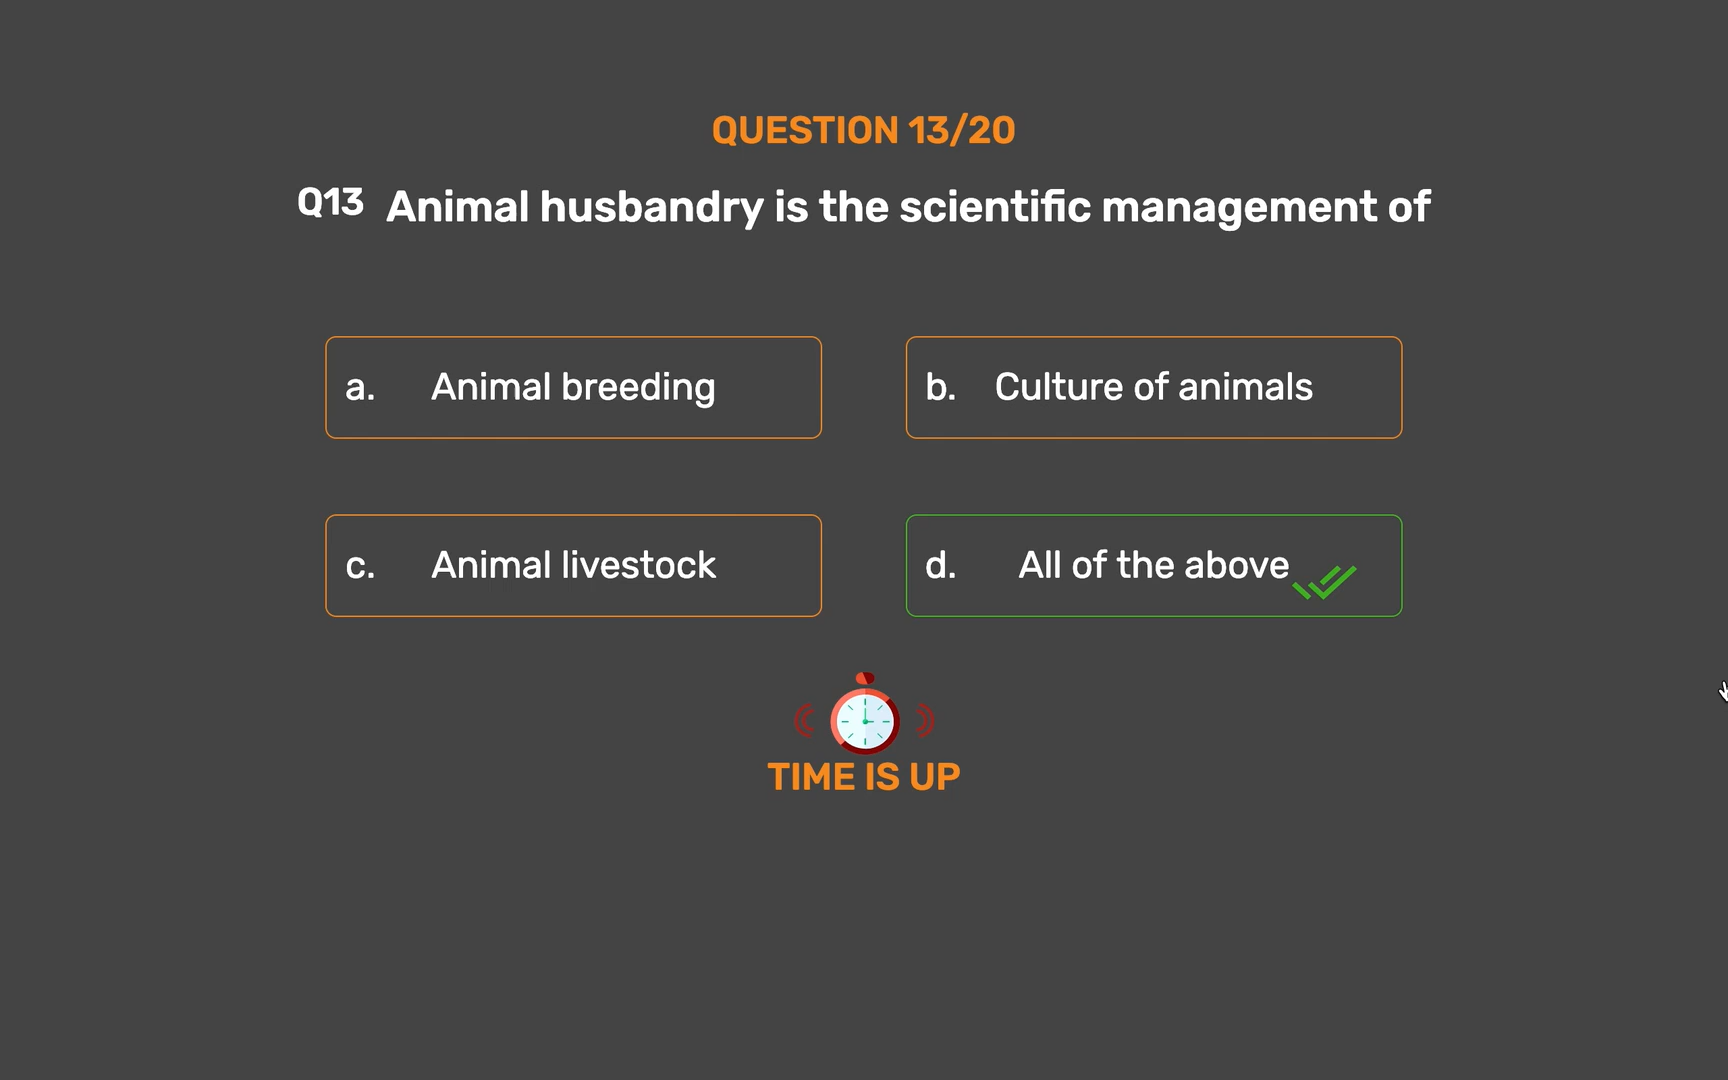 QUESTION 13/20
Q13 Animal husbandry is the scientific management of
a. Animal breeding
b. Culture of animals
c. Animal livestock
d. All of the above
TIME IS UP